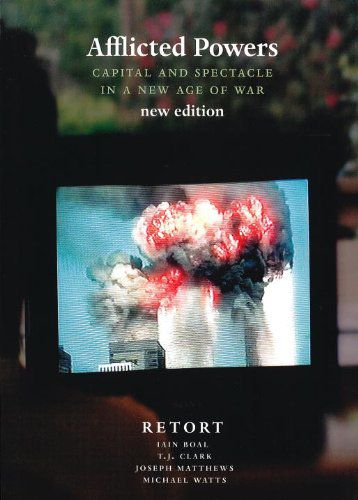 Afflicted Powers
CAPITAL AND SPECTACLE
IN A NEW AGE OF WAR
new edition
RETORT
IAIN BOAL
T.J. CLARK
JOSEPH MATTHEWS
MICHAEL WATTS